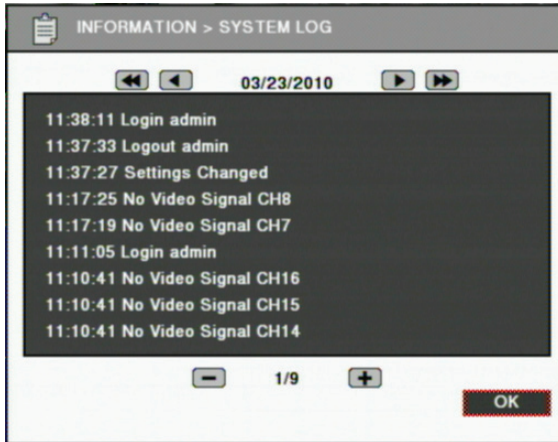 INFORMATION > SYSTEM LOG
03/23/2010
11:38:11 Login admin
11:37:33 Logout admin
11:37:27 Settings Changed
11:17:25 No Video Signal CH8
11:17:19 No Video Signal CH7
11:11:05 Login admin
11:10:41 No Video Signal CH16
11:10:41 No Video Signal CH15
11:10:41 No Video Signal CH14
1/9
OK